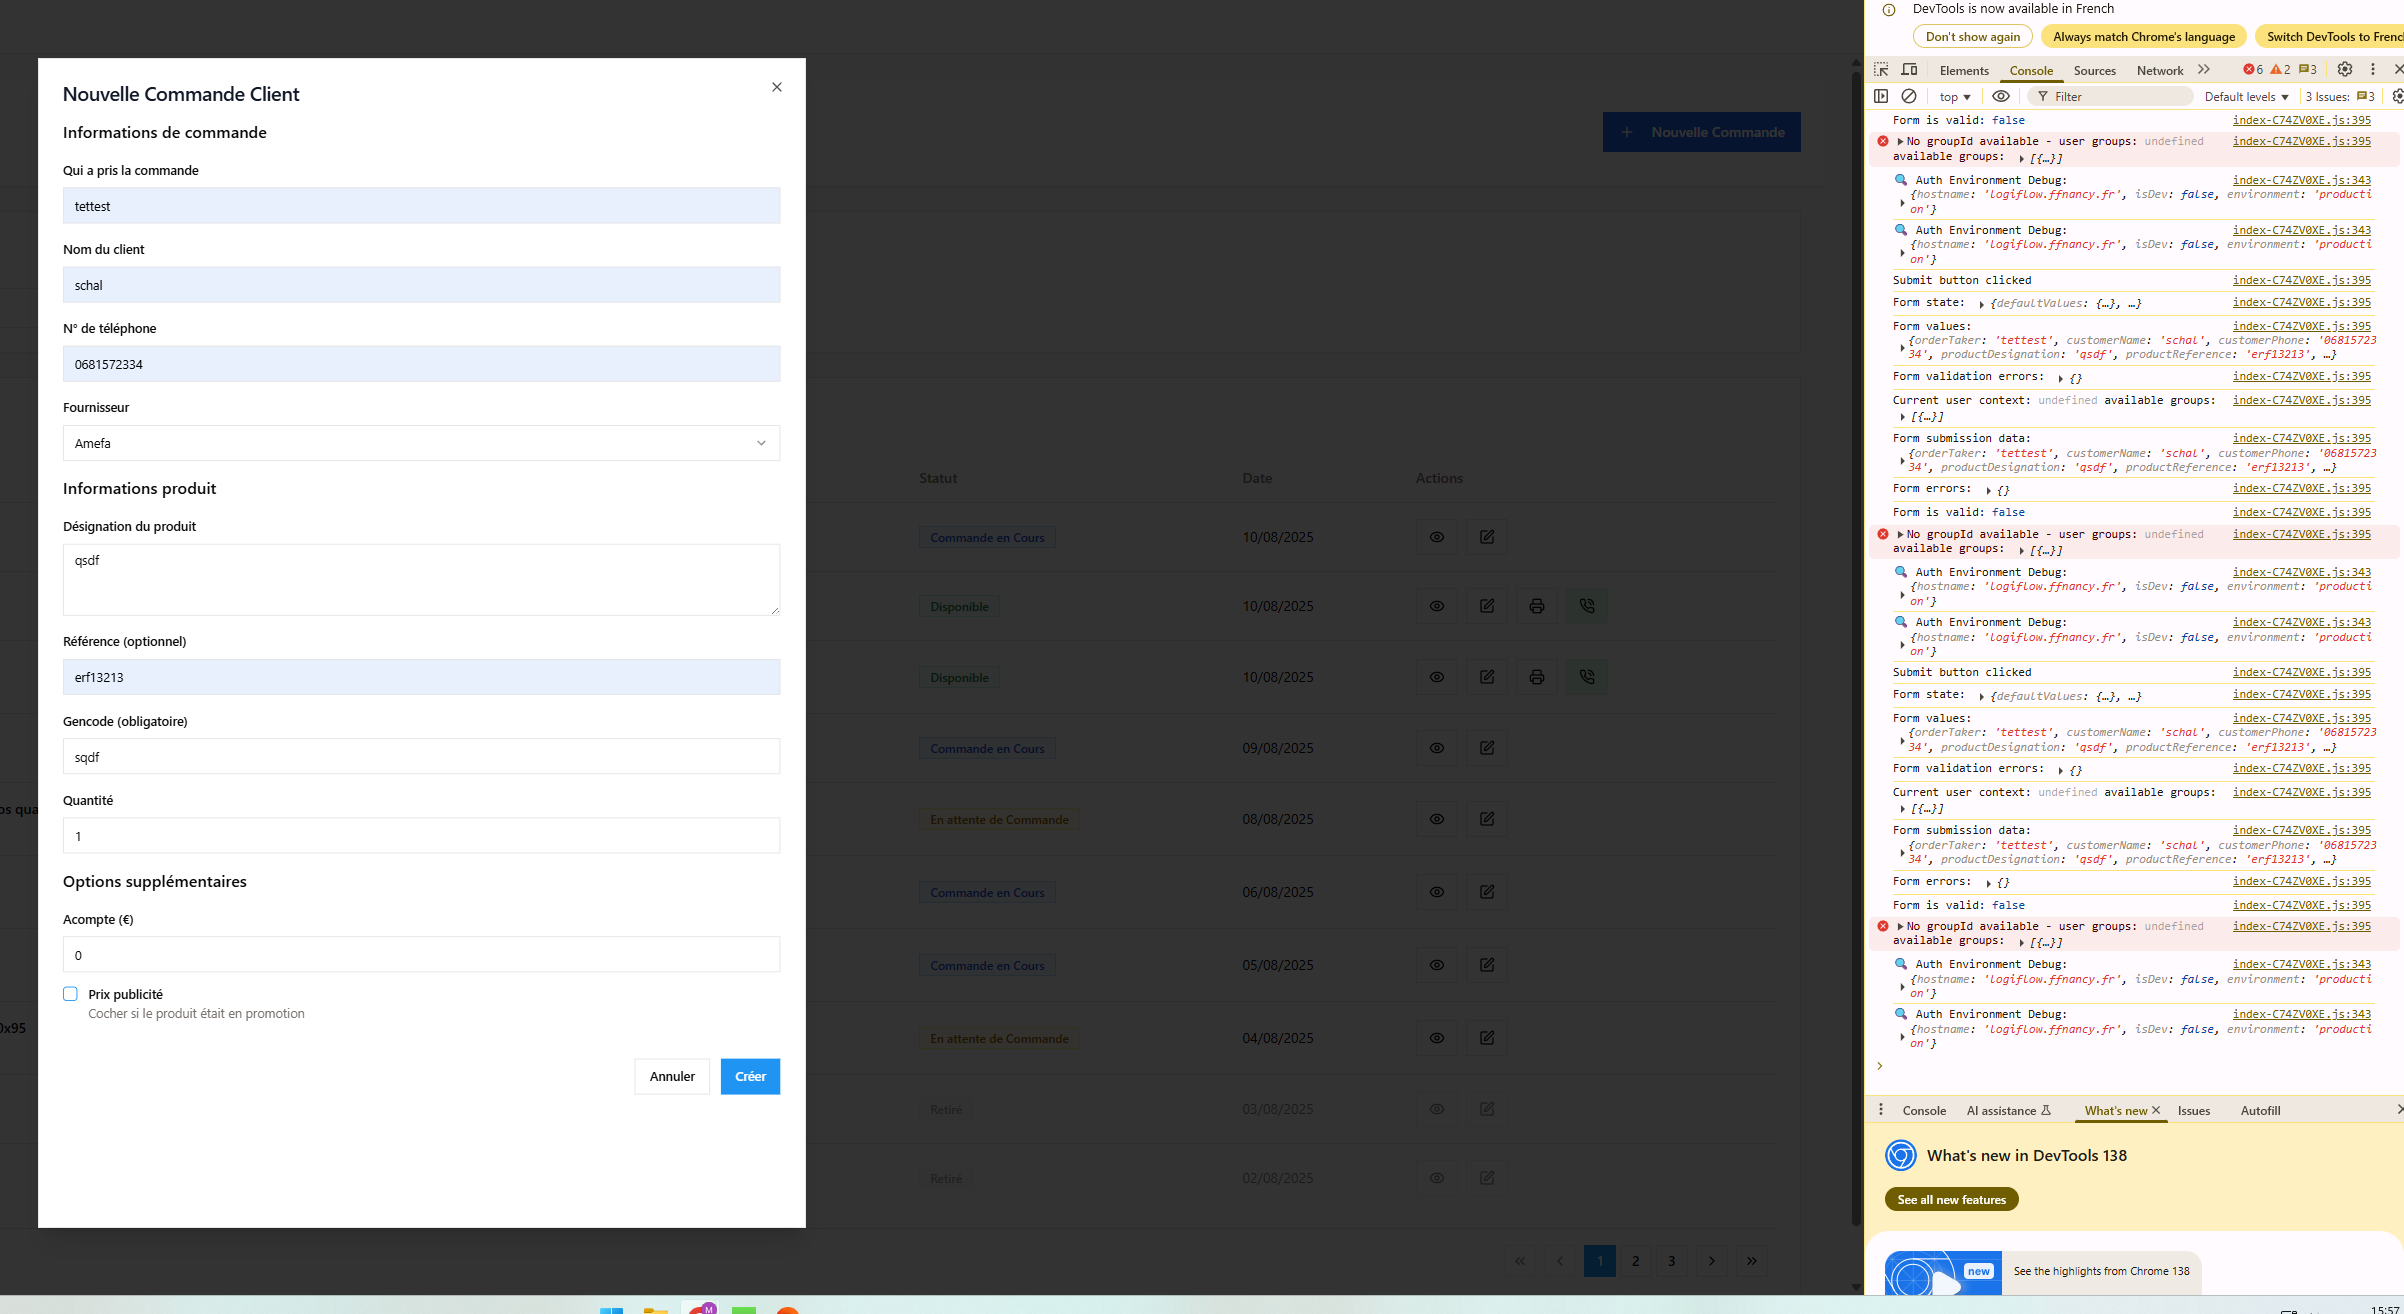 Nouvelle Commande Client
Informations de commande
Qui a pris la commande
tettest
Nom du client
schal
N° de téléphone
0681572334
Fournisseur
Amefa
Informations produit
Désignation du produit
qsdf
Référence (optionnel)
erf13213
Gencode (obligatoire)
sqdf
Quantité
1
Options supplémentaires
Acompte (€)
0
Prix publicité
Cocher si le produit était en promotion
Annuler
Créer
os qua
0x95
+ Nouvelle Commande
Statut Date Actions
Commande en Cours 10/08/2025
Disponible 10/08/2025
Disponible 10/08/2025
Commande en Cours 09/08/2025
En attente de Commande 08/08/2025
Commande en Cours 06/08/2025
Commande en Cours 05/08/2025
En attente de Commande 04/08/2025
Retiré 03/08/2025
Retiré 02/08/2025
« ‹ 1 2 3 › »
DevTools is now available in French
Don't show again Always match Chrome's language Switch DevTools to Frenc
Elements Console Sources Network 6 2 3
top Filter Default levels 3 Issues: 3
Form is valid: false index-C74ZV0XE.js:395
No groupId available - user groups: undefined index-C74ZV0XE.js:395
available groups: [{…}]
Auth Environment Debug: index-C74ZV0XE.js:343
{hostname: 'logiflow.ffnancy.fr', isDev: false, environment: 'producti
on'}
Auth Environment Debug: index-C74ZV0XE.js:343
{hostname: 'logiflow.ffnancy.fr', isDev: false, environment: 'producti
on'}
Submit button clicked index-C74ZV0XE.js:395
Form state: {defaultValues: {…}, …} index-C74ZV0XE.js:395
Form values: index-C74ZV0XE.js:395
{orderTaker: 'tettest', customerName: 'schal', customerPhone: '06815723
34', productDesignation: 'qsdf', productReference: 'erf13213', …}
Form validation errors: {} index-C74ZV0XE.js:395
Current user context: undefined available groups: index-C74ZV0XE.js:395
[{…}]
Form submission data: index-C74ZV0XE.js:395
{orderTaker: 'tettest', customerName: 'schal', customerPhone: '06815723
34', productDesignation: 'qsdf', productReference: 'erf13213', …}
Form errors: {} index-C74ZV0XE.js:395
Form is valid: false index-C74ZV0XE.js:395
No groupId available - user groups: undefined index-C74ZV0XE.js:395
available groups: [{…}]
Auth Environment Debug: index-C74ZV0XE.js:343
{hostname: 'logiflow.ffnancy.fr', isDev: false, environment: 'producti
on'}
Auth Environment Debug: index-C74ZV0XE.js:343
{hostname: 'logiflow.ffnancy.fr', isDev: false, environment: 'producti
on'}
Submit button clicked index-C74ZV0XE.js:395
Form state: {defaultValues: {…}, …} index-C74ZV0XE.js:395
Form values: index-C74ZV0XE.js:395
{orderTaker: 'tettest', customerName: 'schal', customerPhone: '06815723
34', productDesignation: 'qsdf', productReference: 'erf13213', …}
Form validation errors: {} index-C74ZV0XE.js:395
Current user context: undefined available groups: index-C74ZV0XE.js:395
[{…}]
Form submission data: index-C74ZV0XE.js:395
{orderTaker: 'tettest', customerName: 'schal', customerPhone: '06815723
34', productDesignation: 'qsdf', productReference: 'erf13213', …}
Form errors: {} index-C74ZV0XE.js:395
Form is valid: false index-C74ZV0XE.js:395
No groupId available - user groups: undefined index-C74ZV0XE.js:395
available groups: [{…}]
Auth Environment Debug: index-C74ZV0XE.js:343
{hostname: 'logiflow.ffnancy.fr', isDev: false, environment: 'producti
on'}
Auth Environment Debug: index-C74ZV0XE.js:343
{hostname: 'logiflow.ffnancy.fr', isDev: false, environment: 'producti
on'}
Console AI assistance What's new Issues Autofill
What's new in DevTools 138
See all new features
new
See the highlights from Chrome 138
M
15:57